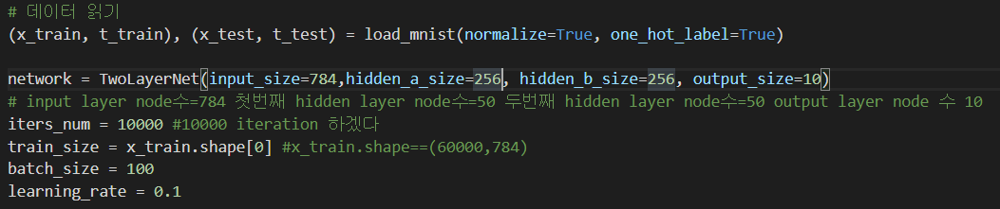 # 데이터 읽기
(x_train, t_train), (x_test, t_test) = load_mnist(normalize=True, one_hot_label=True)
network = TwoLayerNet(input_size=784,hidden_a_size=256, hidden_b_size=256, output_size=10)
# input layer node수=784 첫번째 hidden layer node수=50 두번째 hidden layer node수=50 output layer node 수 10
iters_num = 10000 #10000 iteration 하겠다
train_size = x_train.shape[0] #x_train.shape==(60000,784)
batch_size = 100
learning_rate = 0.1